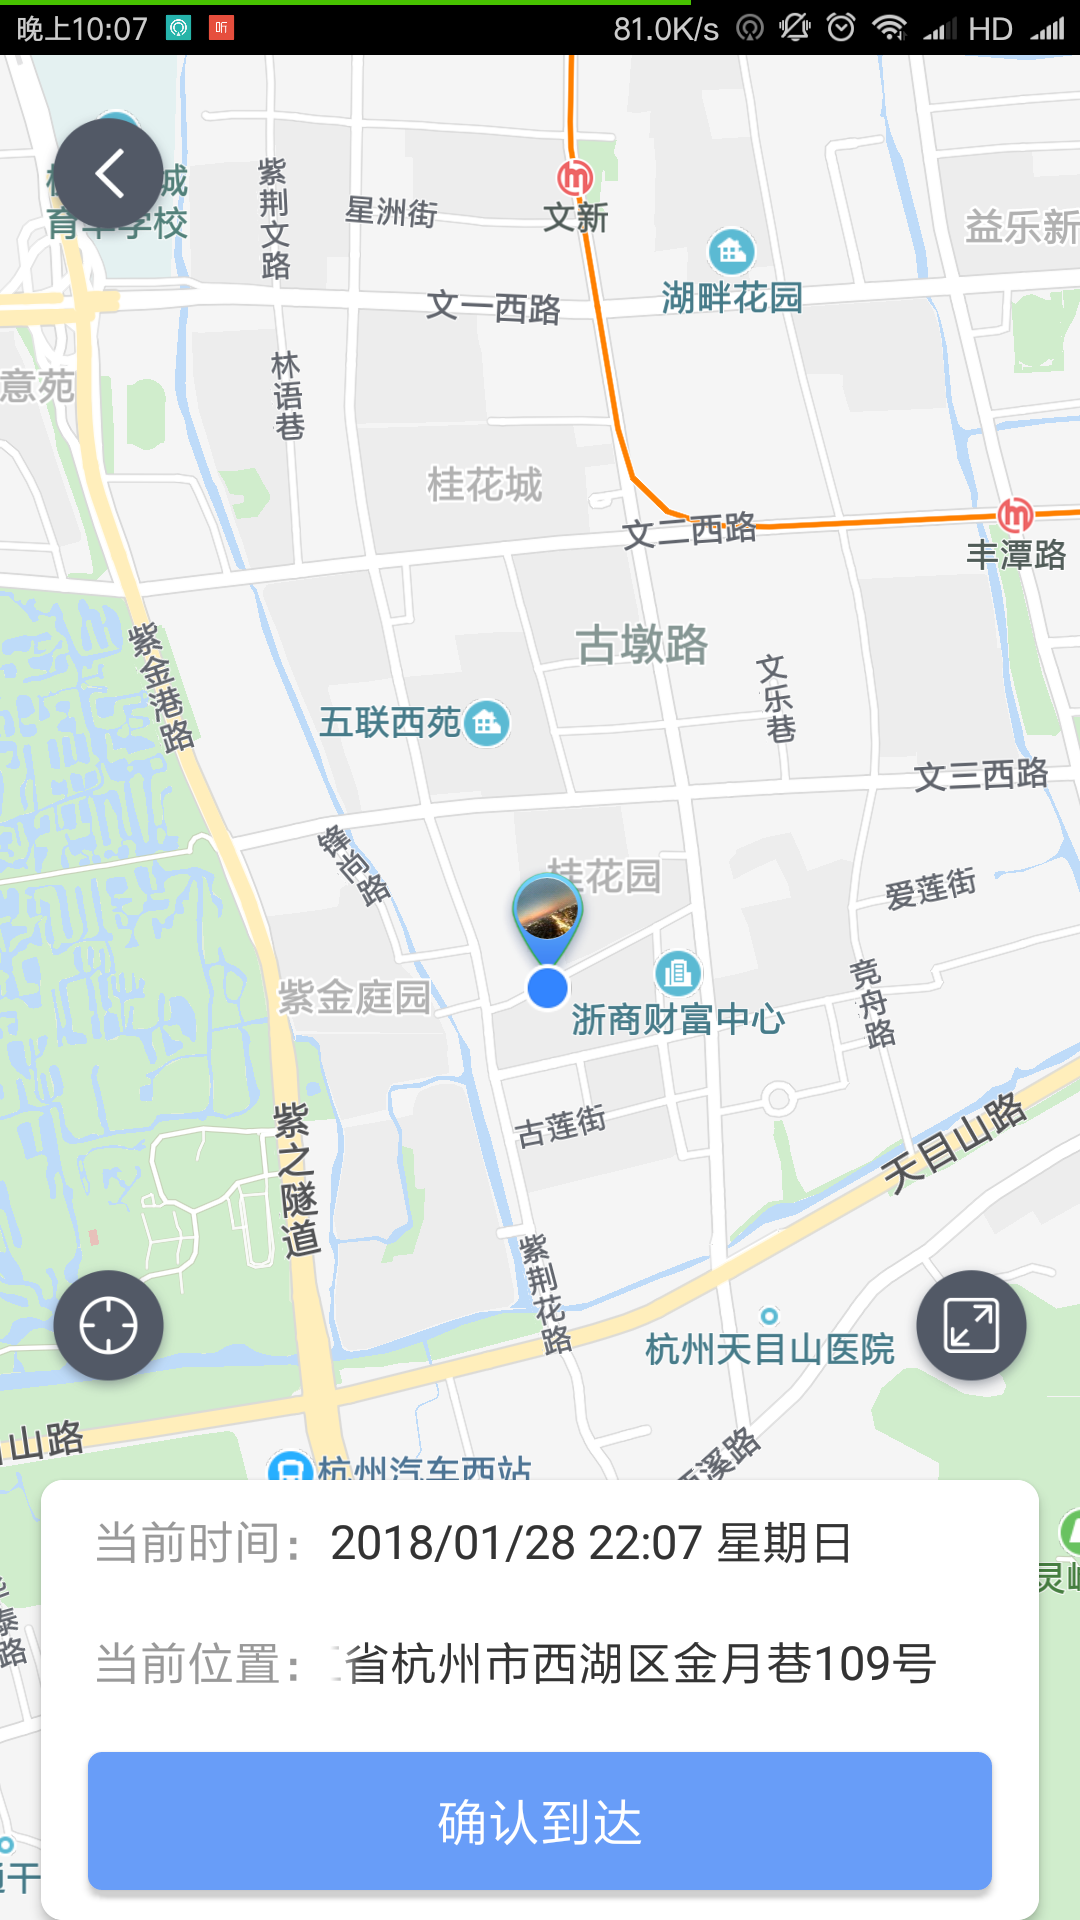 晚上10:07 听 81.0K/s HD
城
育华学校
紫荆文路
星洲街
文新
益乐新
湖畔花园
文一西路
意苑
林语巷
桂花城
文二西路
丰潭路
紫金港路
古墩路
文乐巷
五联西苑
文三西路
锋尚路
桂花园
爱莲街
紫金庭园
竞舟路
浙商财富中心
古莲街
紫之隧道
天目山路
紫荆花路
杭州天目山医院
山路
溪路
杭州汽车西站
当前时间：2018/01/28 22:07 星期日
灵峰
泰路
当前位置：省杭州市西湖区金月巷109号
确认到达
干